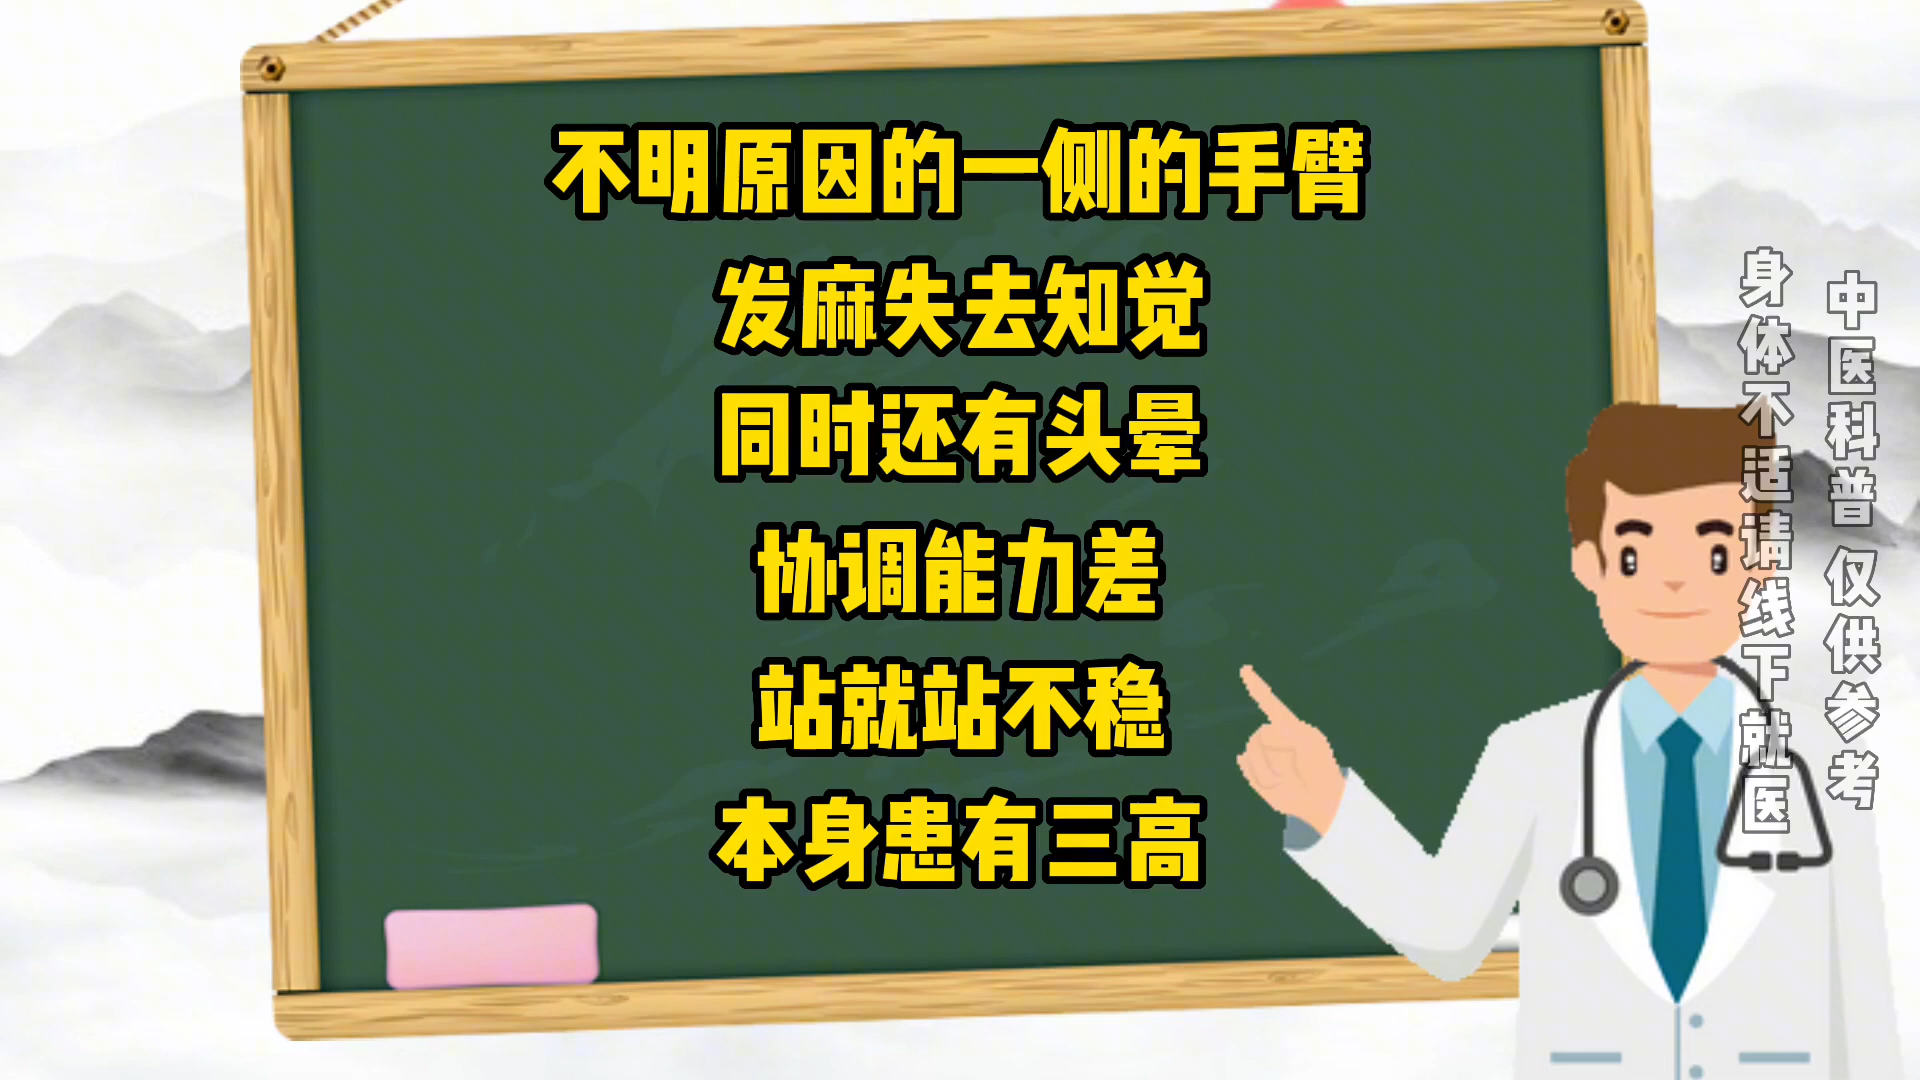 不明原因的一侧的手臂
发麻失去知觉
同时还有头晕
协调能力差
站就站不稳
本身患有三高
中医科普 仅供参考
身体不适请线下就医